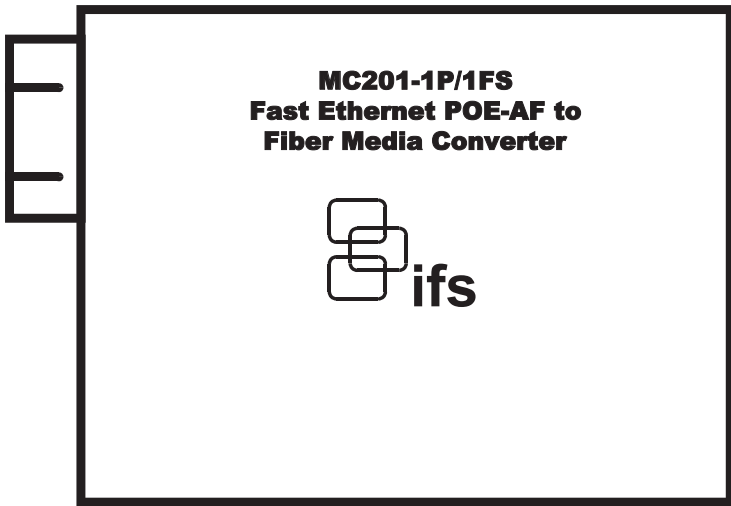 MC201-1P/1FS
Fast Ethernet POE-AF to
Fiber Media Converter
ifs